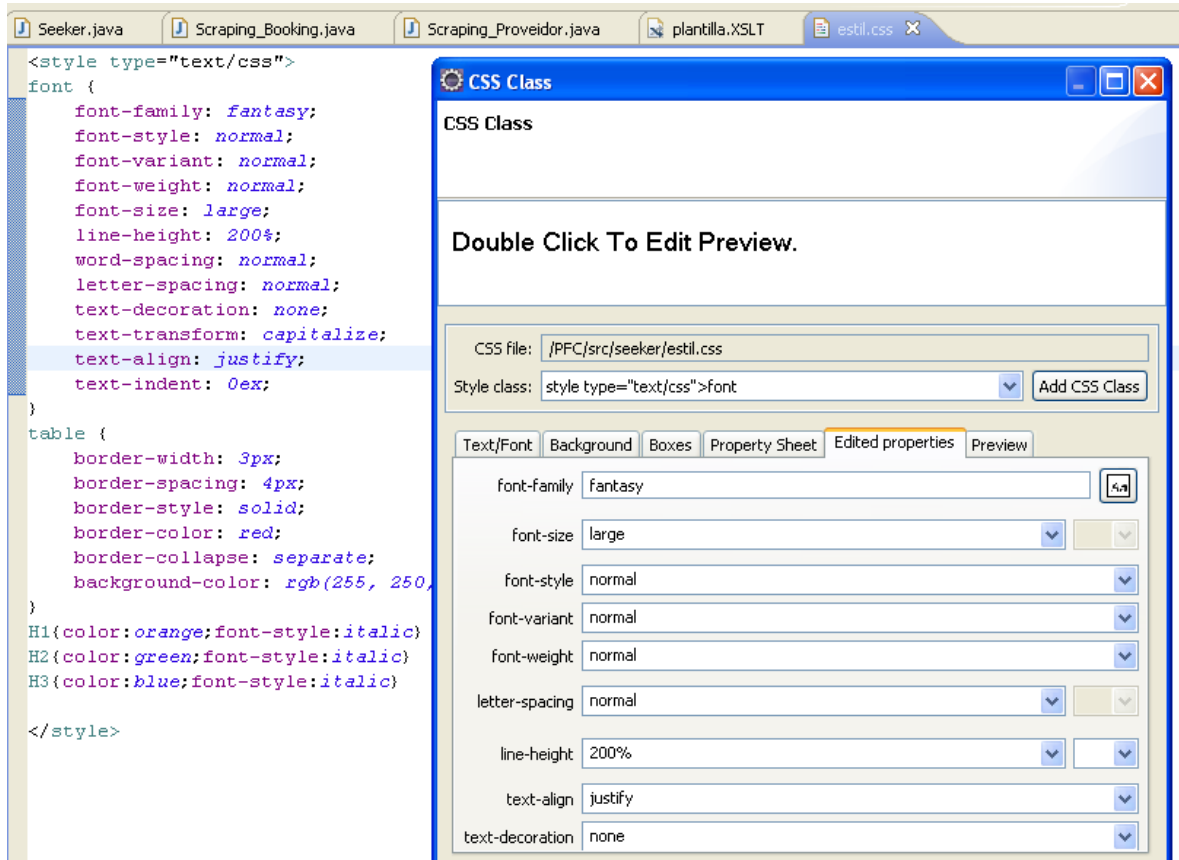 Seeker.java Scraping_Booking.java Scraping_Proveidor.java plantilla.XSLT estil.css
<style type="text/css">
font {
font-family: fantasy;
font-style: normal;
font-variant: normal;
font-weight: normal;
font-size: large;
line-height: 200%;
word-spacing: normal;
letter-spacing: normal;
text-decoration: none;
text-transform: capitalize;
text-align: justify;
text-indent: 0ex;
}
table {
border-width: 3px;
border-spacing: 4px;
border-style: solid;
border-color: red;
border-collapse: separate;
background-color: rgb(255, 250,
}
H1{color:orange;font-style:italic}
H2{color:green;font-style:italic}
H3{color:blue;font-style:italic}
</style>
CSS Class
CSS Class
Double Click To Edit Preview.
CSS file: /PFC/src/seeker/estil.css
Style class: style type="text/css">font Add CSS Class
Text/Font Background Boxes Property Sheet Edited properties Preview
font-family fantasy
font-size large
font-style normal
font-variant normal
font-weight normal
letter-spacing normal
line-height 200%
text-align justify
text-decoration none